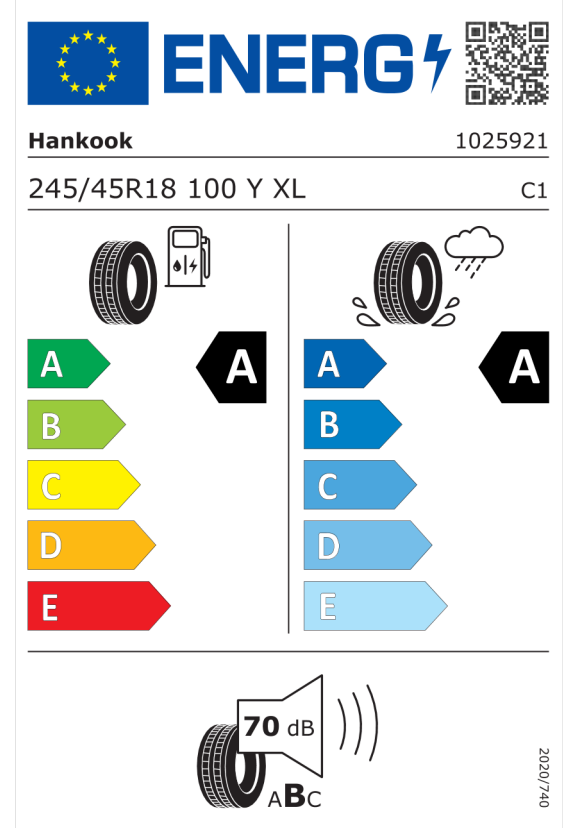 ENERG
Hankook 1025921
245/45R18 100 Y XL C1
A A
B
C
D
E
A A
B
C
D
E
70 dB
ABC
2020/740